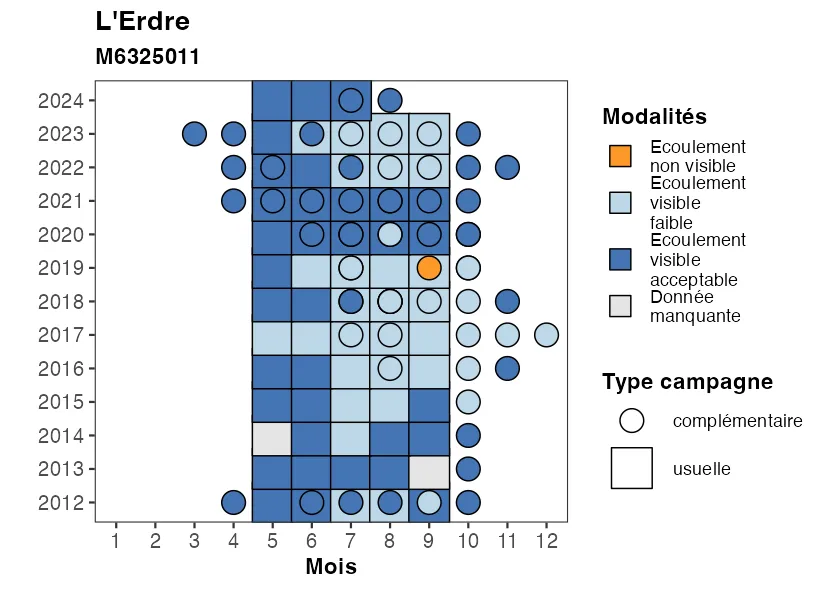 L'Erdre
M6325011
2024
2023
2022
2021
2020
2019
2018
2017
2016
2015
2014
2013
2012
1 2 3 4 5 6 7 8 9 10 11 12
Mois
Modalités
Ecoulement
non visible
Ecoulement
visible
faible
Ecoulement
visible
acceptable
Donnée
manquante
Type campagne
complémentaire
usuelle